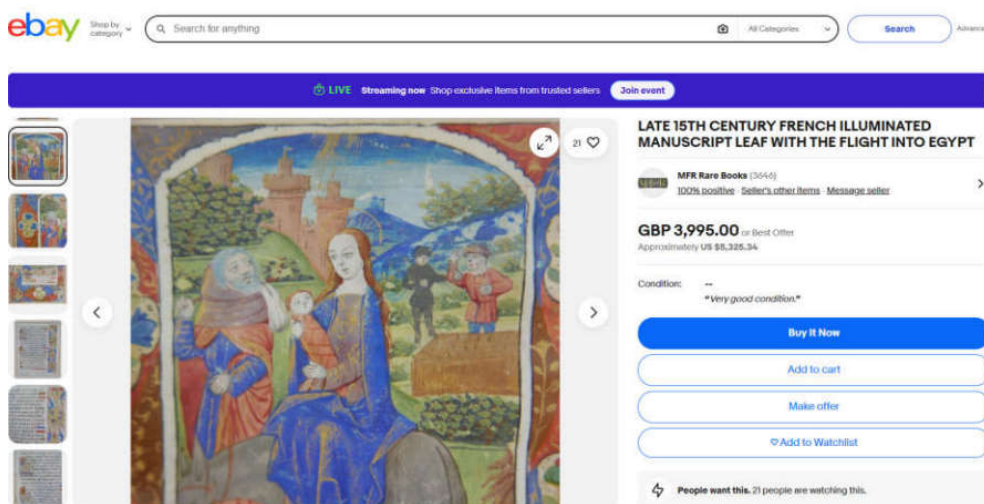 ebay
Shop by category
Search for anything
All Categories
Search
Advance
LIVE Streaming now Shop exclusive items from trusted sellers Join event
LATE 15TH CENTURY FRENCH ILLUMINATED
MANUSCRIPT LEAF WITH THE FLIGHT INTO EGYPT
21
MFR Rare Books (3646)
100% positive · Seller's other items · Message seller
GBP 3,995.00 or Best Offer
Approximately US $5,325.34
Condition: --
"Very good condition."
Buy It Now
Add to cart
Make offer
Add to Watchlist
People want this. 21 people are watching this.